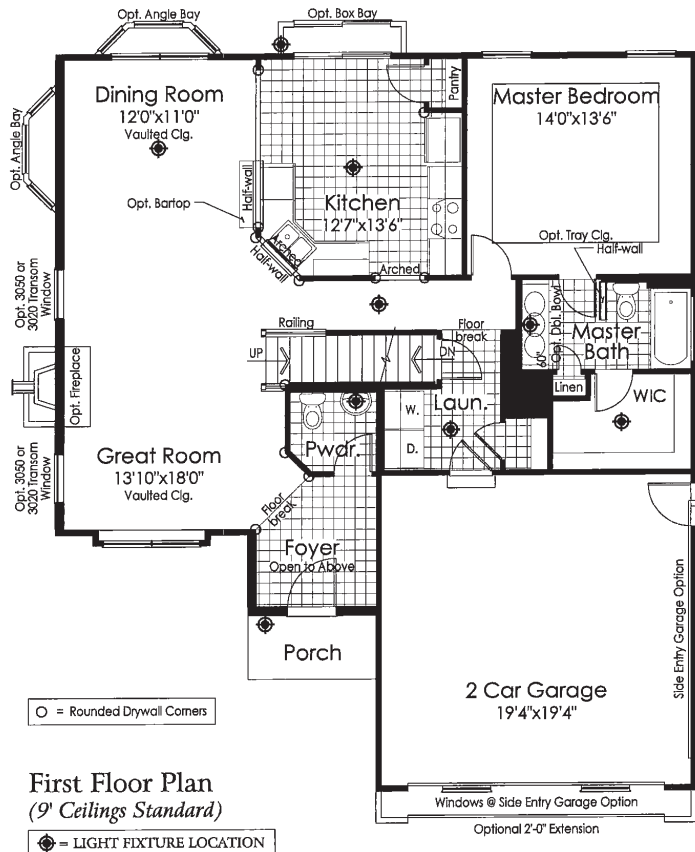 Opt. Angle Bay
Opt. Box Bay
Opt. Angle Bay
Dining Room
12'0"x11'0"
Vaulted Clg.
Pantry
Master Bedroom
14'0"x13'6"
Opt. Bartop
Half-wall
Kitchen
12'7"x13'6"
Arched
Half-wall
Arched
Opt. Tray Clg.
Half-wall
Opt. 3050 or
3020 Transom
Window
Railing
UP
DN
Floor
break
Opt. Dbl. Bowl
60"
Master
Bath
Linen
WIC
Opt. Fireplace
W.
D.
Laun.
Pwdr.
Great Room
13'10"x18'0"
Vaulted Clg.
Opt. 3050 or
3020 Transom
Window
Floor
break
Foyer
Open to Above
Porch
Side Entry Garage Option
2 Car Garage
19'4"x19'4"
= Rounded Drywall Corners
First Floor Plan
(9' Ceilings Standard)
= LIGHT FIXTURE LOCATION
Windows @ Side Entry Garage Option
Optional 2'-0" Extension